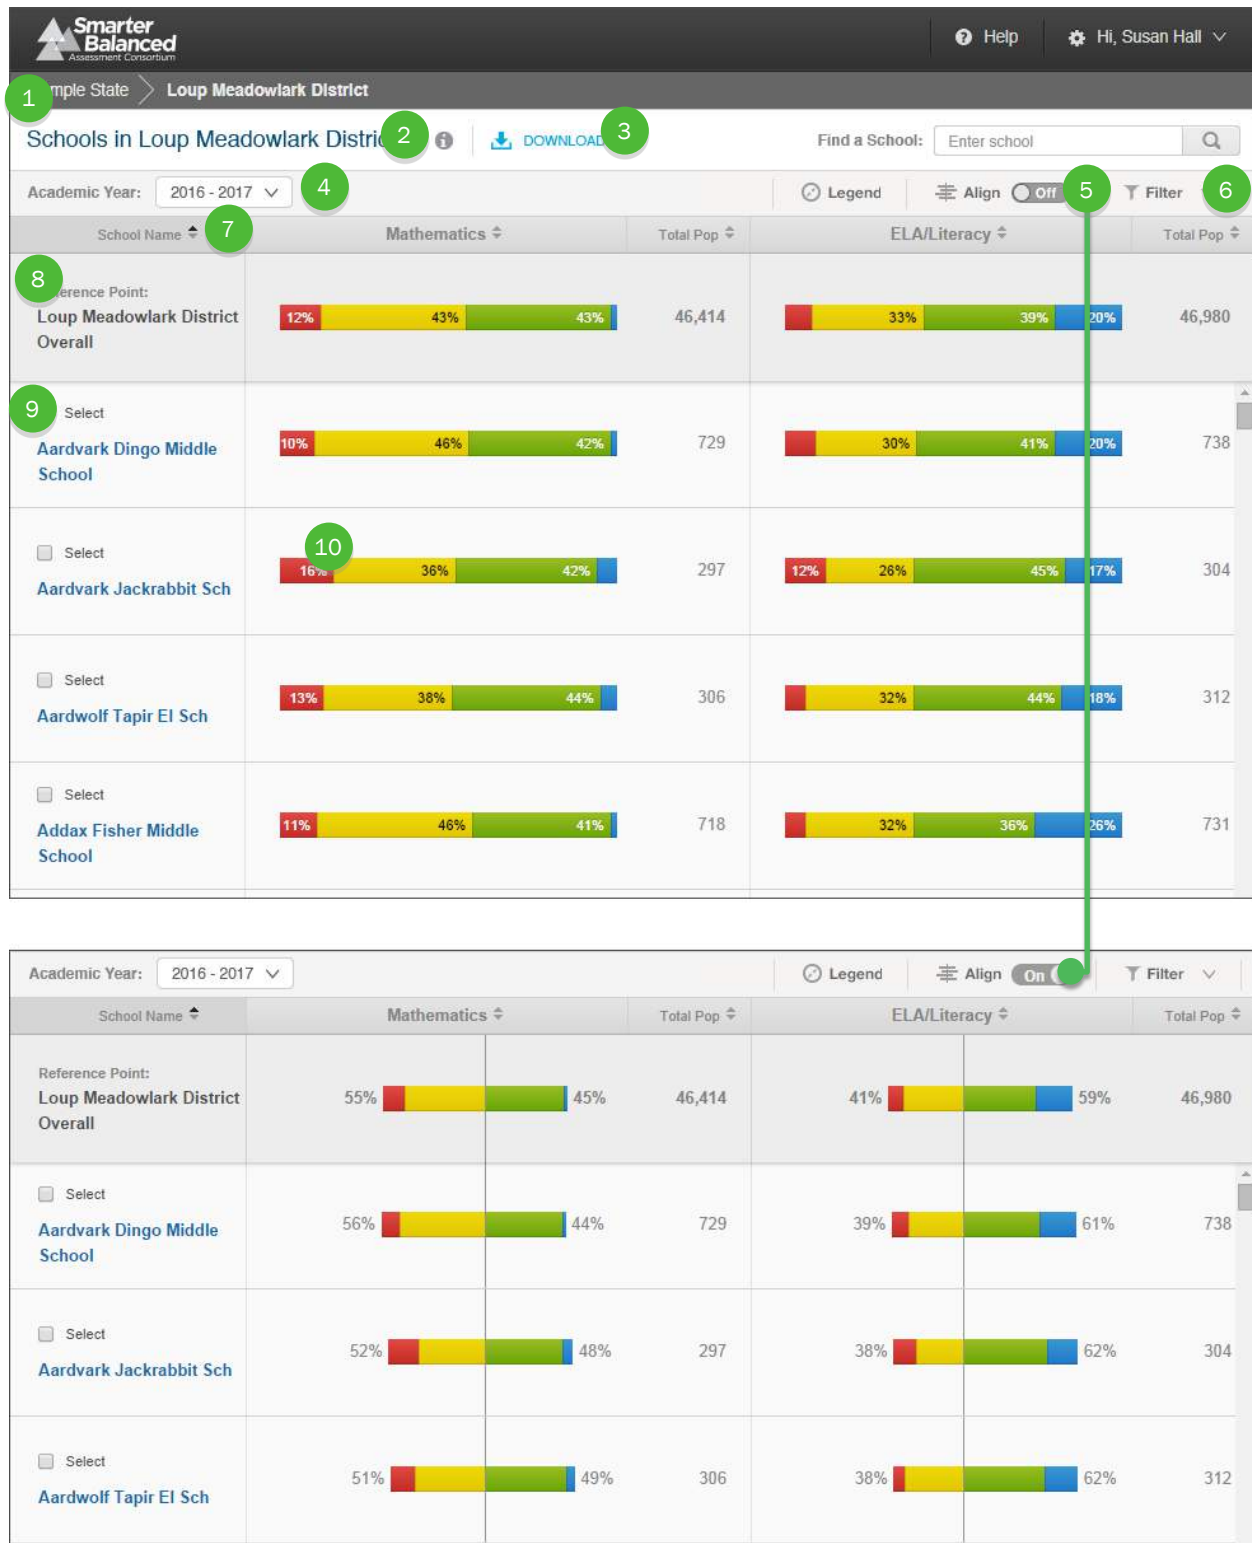 Smarter
Balanced
Assessment Consortium
Help
Hi, Susan Hall
1
mple State
Loup Meadowlark District
Schools in Loup Meadowlark Distric
2
DOWNLOAD
3
Find a School:
Enter school
Academic Year:
2016 - 2017
4
Legend
Align
Off
5
Filter
6
School Name
7
Mathematics
Total Pop
ELA/Literacy
Total Pop
8
erence Point:
Loup Meadowlark District
Overall
12% 43% 43%
46,414
33% 39% 20%
46,980
9
Select
Aardvark Dingo Middle
School
10% 46% 42%
729
30% 41% 20%
738
Select
Aardvark Jackrabbit Sch
10
16% 36% 42%
297
12% 26% 45% 17%
304
Select
Aardwolf Tapir El Sch
13% 38% 44%
306
32% 44% 18%
312
Select
Addax Fisher Middle
School
11% 46% 41%
718
32% 36% 26%
731
Academic Year:
2016 - 2017
Legend
Align
On
Filter
School Name
Mathematics
Total Pop
ELA/Literacy
Total Pop
Reference Point:
Loup Meadowlark District
Overall
55% 45%
46,414
41% 59%
46,980
Select
Aardvark Dingo Middle
School
56% 44%
729
39% 61%
738
Select
Aardvark Jackrabbit Sch
52% 48%
297
38% 62%
304
Select
Aardwolf Tapir El Sch
51% 49%
306
38% 62%
312